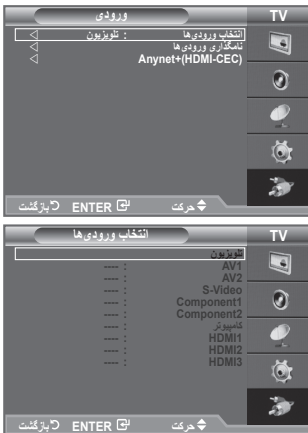 TV ورودی
انتخاب ورودی‌ها : تلویزیون
نامگذاری ورودی‌ها
Anynet+(HDMI-CEC)
حرکت ENTER بازگشت
TV انتخاب ورودی‌ها
تلویزیون
AV1 : ----
AV2 : ----
S-Video : ----
Component1 : ----
Component2 : ----
کامپیوتر : ----
HDMI1 : ----
HDMI2 : ----
HDMI3 : ----
حرکت ENTER بازگشت